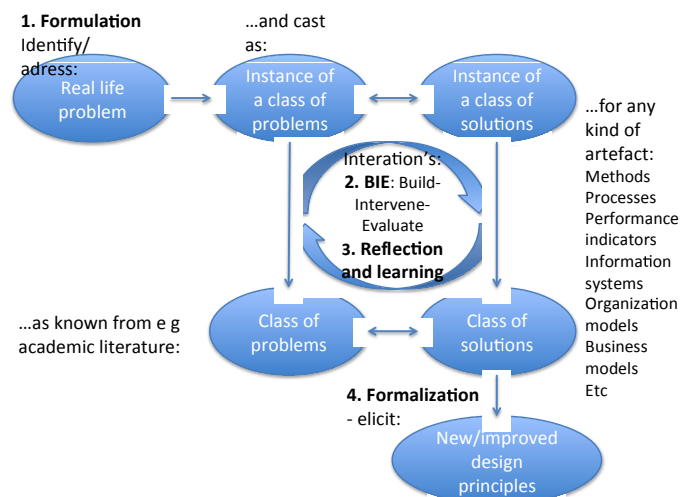 1. Formulation
Identify/
adress:
…and cast
as:
Real life
problem
Instance of
a class of
problems
Instance of
a class of
solutions
…for any
kind of
artefact:
Methods
Processes
Performance
indicators
Information
systems
Organization
models
Business
models
Etc
Interation's:
2. BIE: Build-
Intervene-
Evaluate
3. Reflection
and learning
…as known from e g
academic literature:
Class of
problems
Class of
solutions
4. Formalization
- elicit:
New/improved
design
principles